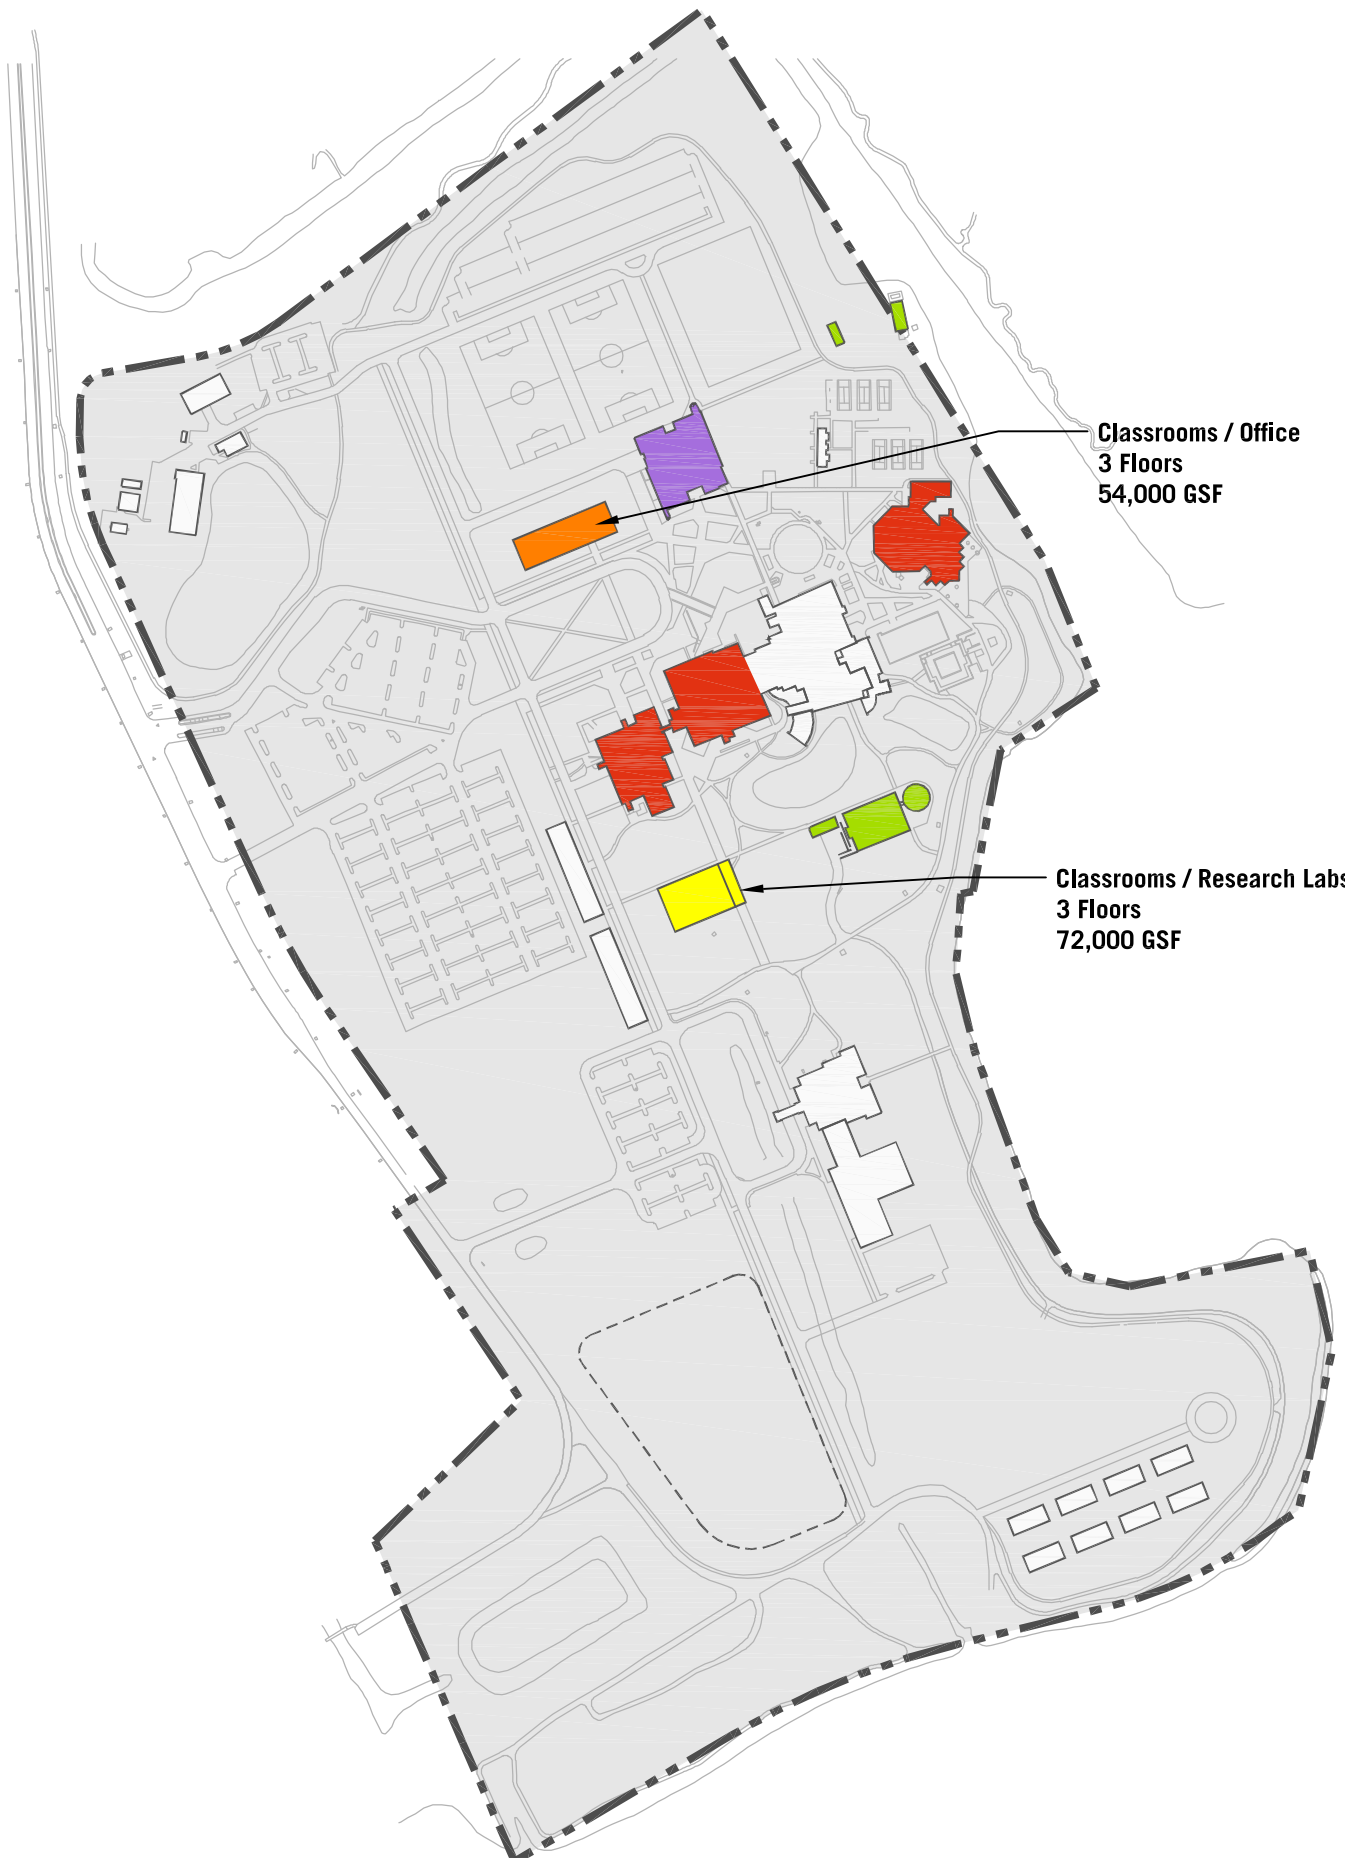 Classrooms / Office
3 Floors
54,000 GSF
Classrooms / Research Labs
3 Floors
72,000 GSF